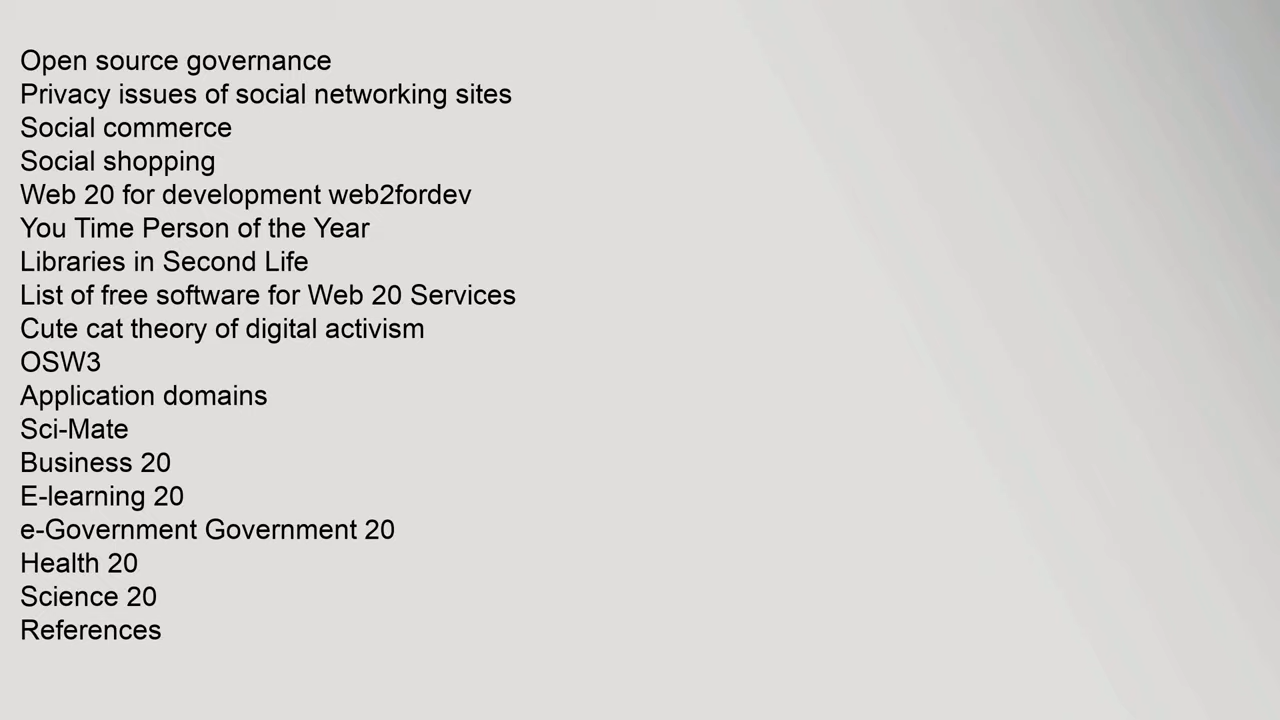 Open source governance
Privacy issues of social networking sites
Social commerce
Social shopping
Web 20 for development web2fordev
You Time Person of the Year
Libraries in Second Life
List of free software for Web 20 Services
Cute cat theory of digital activism
OSW3
Application domains
Sci-Mate
Business 20
E-learning 20
e-Government Government 20
Health 20
Science 20
References